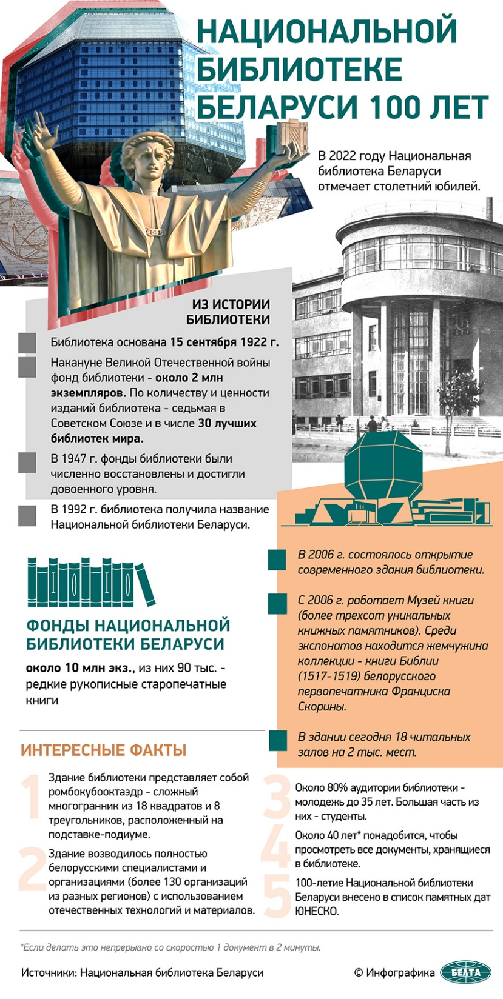 НАЦИОНАЛЬНОЙ
БИБЛИОТЕКЕ
БЕЛАРУСИ 100 ЛЕТ
В 2022 году Национальная
библиотека Беларуси
отмечает столетний юбилей.
ИЗ ИСТОРИИ
БИБЛИОТЕКИ
Библиотека основана 15 сентября 1922 г.
Накануне Великой Отечественной войны
фонд библиотеки - около 2 млн
экземпляров. По количеству и ценности
изданий библиотека - седьмая в
Советском Союзе и в числе 30 лучших
библиотек мира.
В 1947 г. фонды библиотеки были
численно восстановлены и достигли
довоенного уровня.
В 1992 г. библиотека получила название
Национальной библиотеки Беларуси.
В 2006 г. состоялось открытие
современного здания библиотеки.
С 2006 г. работает Музей книги
(более трехсот уникальных
книжных памятников). Среди
экспонатов находится жемчужина
коллекции - книги Библии
(1517-1519) белорусского
первопечатника Франциска
Скорины.
В здании сегодня 18 читальных
залов на 2 тыс. мест.
ФОНДЫ НАЦИОНАЛЬНОЙ
БИБЛИОТЕКИ БЕЛАРУСИ
около 10 млн экз., из них 90 тыс. -
редкие рукописные старопечатные
книги
ИНТЕРЕСНЫЕ ФАКТЫ
1
Здание библиотеки представляет собой
ромбокубооктаэдр - сложный
многогранник из 18 квадратов и 8
треугольников, расположенный на
подставке-подиуме.
2
Здание возводилось полностью
белорусскими специалистами и
организациями (более 130 организаций
из разных регионов) с использованием
отечественных технологий и материалов.
3
Около 80% аудитории библиотеки -
молодежь до 35 лет. Большая часть из
них - студенты.
4
Около 40 лет* понадобится, чтобы
просмотреть все документы, хранящиеся
в библиотеке.
5
100-летие Национальной библиотеки
Беларуси внесено в список памятных дат
ЮНЕСКО.
*Если делать это непрерывно со скоростью 1 документ в 2 минуты.
Источники: Национальная библиотека Беларуси
© Инфографика БЕЛТА